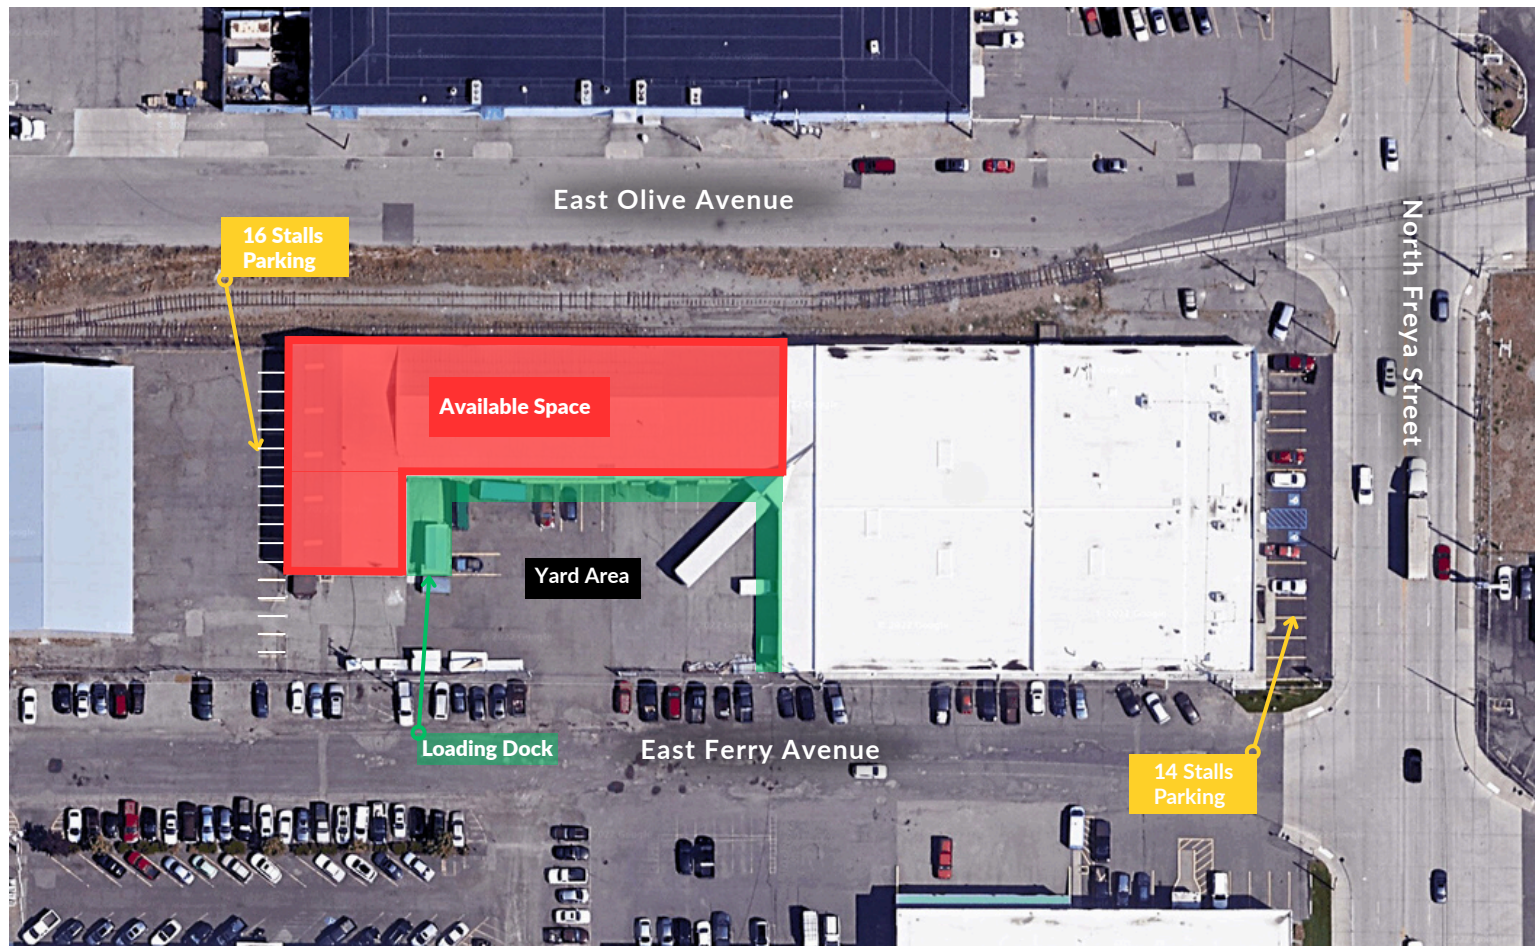 East Olive Avenue
16 Stalls
Parking
North Freya Street
Available Space
Yard Area
Loading Dock
East Ferry Avenue
14 Stalls
Parking